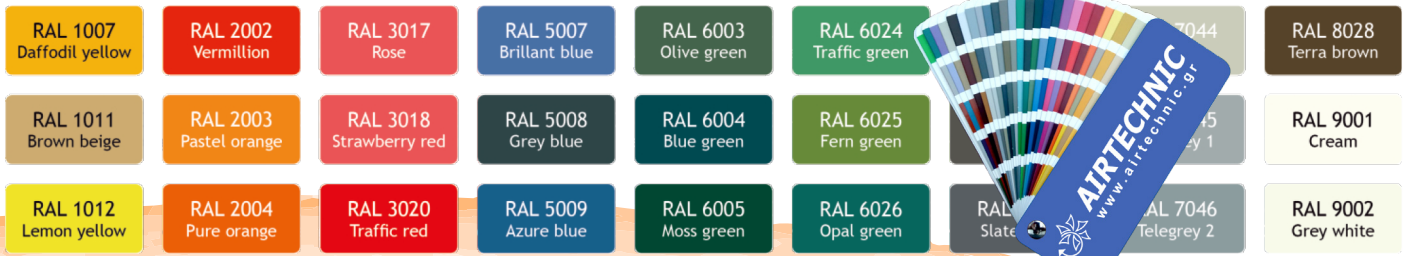 RAL 1007
Daffodil yellow
RAL 2002
Vermillion
RAL 3017
Rose
RAL 5007
Brillant blue
RAL 6003
Olive green
RAL 6024
Traffic green
7044
RAL 8028
Terra brown
RAL 1011
Brown beige
RAL 2003
Pastel orange
RAL 3018
Strawberry red
RAL 5008
Grey blue
RAL 6004
Blue green
RAL 6025
Fern green
RAL 9001
Cream
RAL 1012
Lemon yellow
RAL 2004
Pure orange
RAL 3020
Traffic red
RAL 5009
Azure blue
RAL 6005
Moss green
RAL 6026
Opal green
RAL
Slate
7046
Telegrey 2
RAL 9002
Grey white
AIRTECHNIC
www.airtechnic.gr